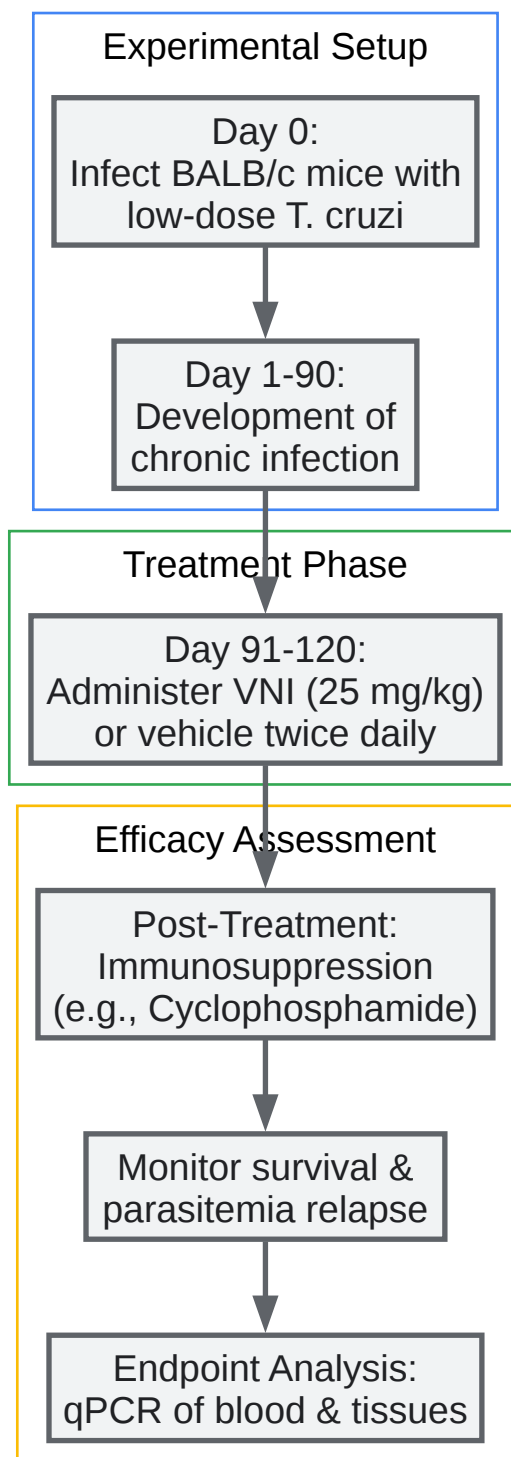 Experimental Setup
Day 0:
Infect BALB/c mice with
low-dose T. cruzi
Day 1-90:
Development of
chronic infection
Treatment Phase
Day 91-120:
Administer VNI (25 mg/kg)
or vehicle twice daily
Efficacy Assessment
Post-Treatment:
Immunosuppression
(e.g., Cyclophosphamide)
Monitor survival &
parasitemia relapse
Endpoint Analysis:
qPCR of blood & tissues